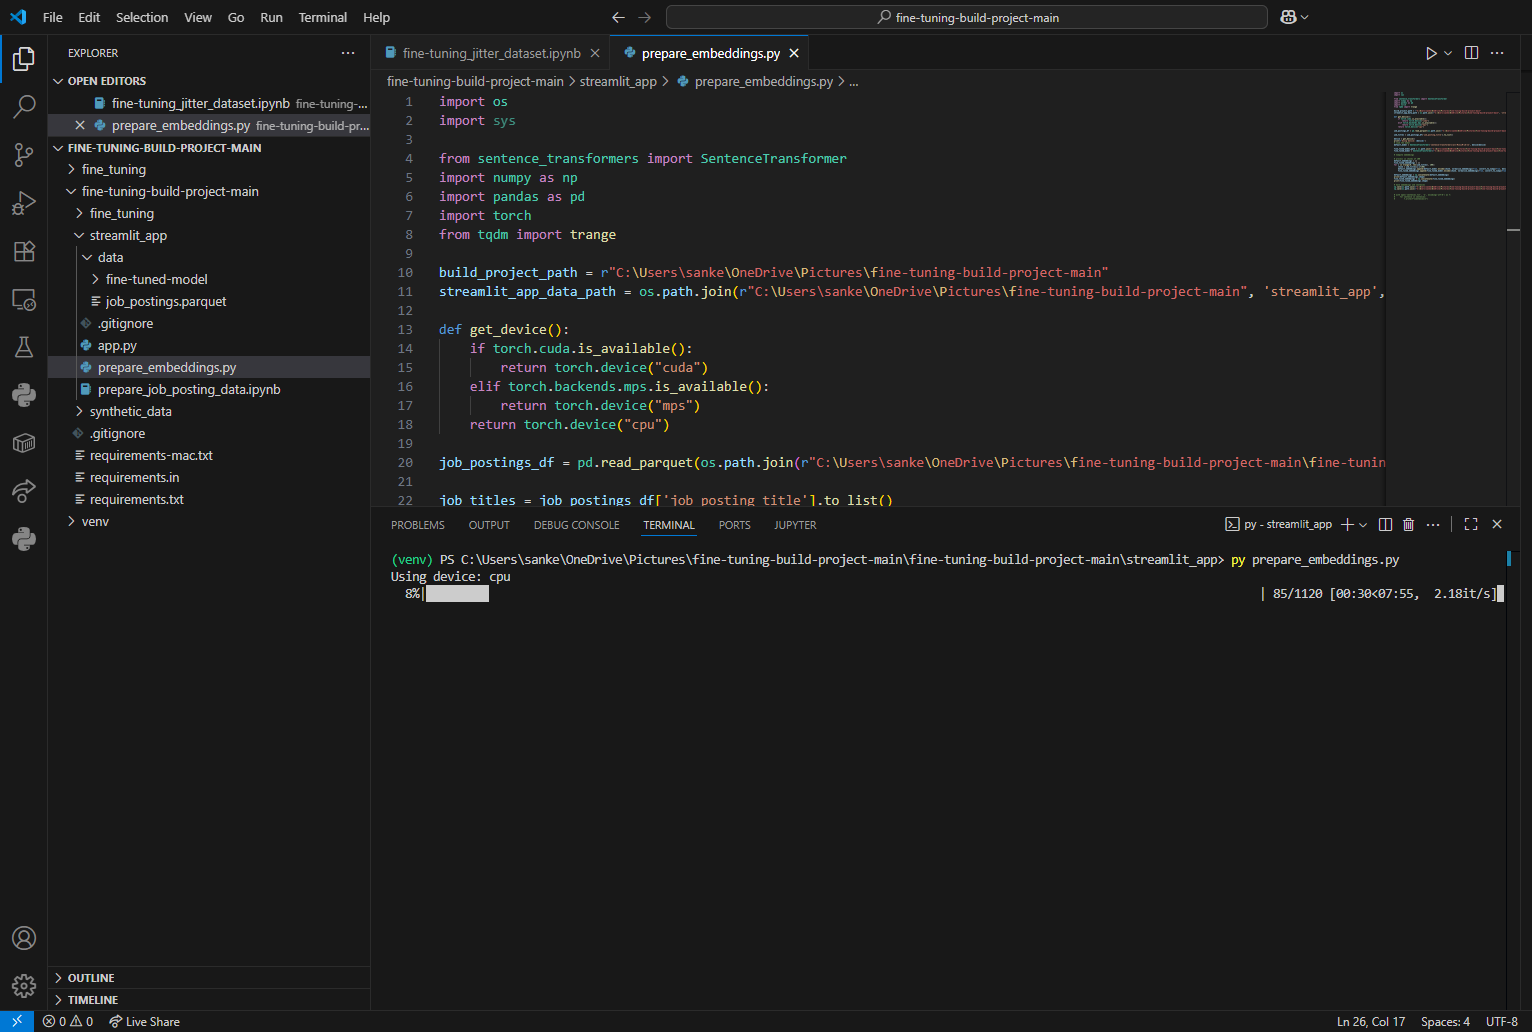 File Edit Selection View Go Run Terminal Help
fine-tuning-build-project-main
EXPLORER
OPEN EDITORS
fine-tuning_jitter_dataset.ipynb fine-tuning-...
prepare_embeddings.py fine-tuning-build-pr...
FINE-TUNING-BUILD-PROJECT-MAIN
fine_tuning
fine-tuning-build-project-main
fine_tuning
streamlit_app
data
fine-tuned-model
job_postings.parquet
.gitignore
app.py
prepare_embeddings.py
prepare_job_posting_data.ipynb
synthetic_data
.gitignore
requirements-mac.txt
requirements.in
requirements.txt
venv
OUTLINE
TIMELINE
fine-tuning_jitter_dataset.ipynb
prepare_embeddings.py
fine-tuning-build-project-main > streamlit_app > prepare_embeddings.py > ...
1 import os
2 import sys
3
4 from sentence_transformers import SentenceTransformer
5 import numpy as np
6 import pandas as pd
7 import torch
8 from tqdm import trange
9
10 build_project_path = r"C:\Users\sanke\OneDrive\Pictures\fine-tuning-build-project-main"
11 streamlit_app_data_path = os.path.join(r"C:\Users\sanke\OneDrive\Pictures\fine-tuning-build-project-main", 'streamlit_app',
12
13 def get_device():
14 if torch.cuda.is_available():
15 return torch.device("cuda")
16 elif torch.backends.mps.is_available():
17 return torch.device("mps")
18 return torch.device("cpu")
19
20 job_postings_df = pd.read_parquet(os.path.join(r"C:\Users\sanke\OneDrive\Pictures\fine-tuning-build-project-main\fine-tunin
21
22 job_titles = job_postings_df['job_posting_title'].to_list()
PROBLEMS OUTPUT DEBUG CONSOLE TERMINAL PORTS JUPYTER
py - streamlit_app
(venv) PS C:\Users\sanke\OneDrive\Pictures\fine-tuning-build-project-main\fine-tuning-build-project-main\streamlit_app> py prepare_embeddings.py
Using device: cpu
8%| | 85/1120 [00:30<07:55, 2.18it/s]
0 0 Live Share
Ln 26, Col 17 Spaces: 4 UTF-8